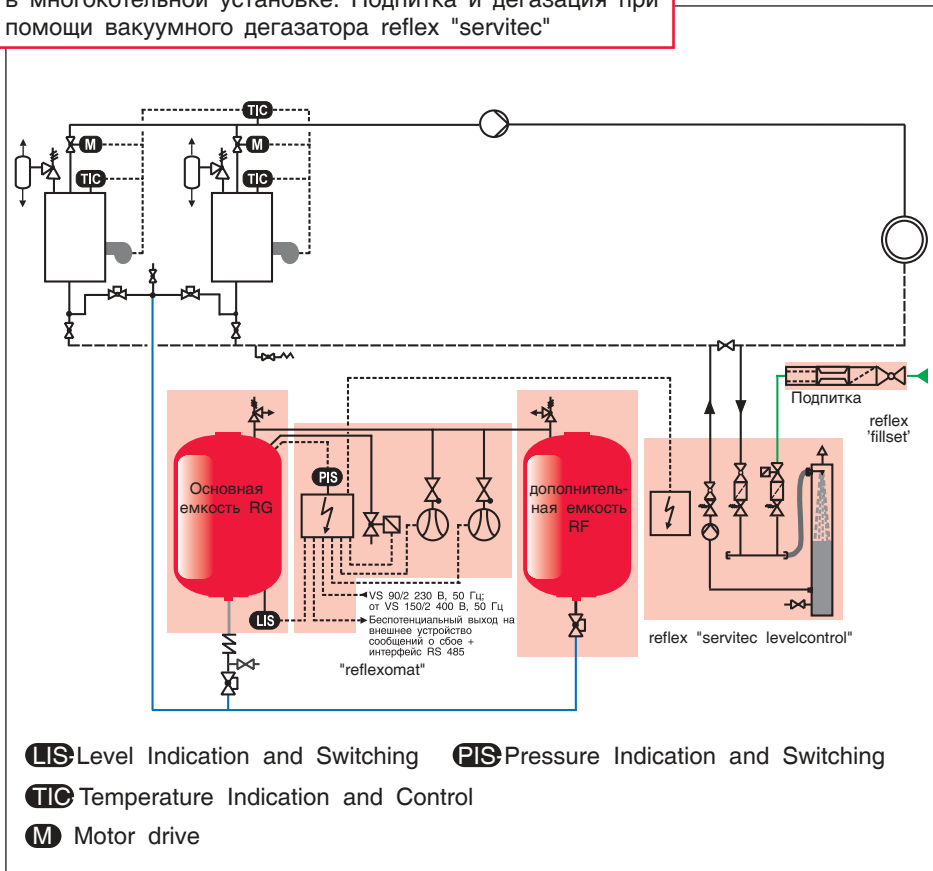 в многокотельной установке. Подпитка и дегазация при
помощи вакуумного дегазатора reflex "servitec"
TIC
M
M
TIC
TIC
Подпитка
reflex
'fillset'
Основная
емкость RG
PIS
дополнитель-
ная емкость
RF
LIS
VS 90/2 230 В, 50 Гц;
от VS 150/2 400 В, 50 Гц
Беспотенциальный выход на
внешнее устройство
сообщений о сбое +
интерфейс RS 485
"reflexomat"
reflex "servitec levelcontrol"
LIS Level Indication and Switching
PIS Pressure Indication and Switching
TIC Temperature Indication and Control
M Motor drive